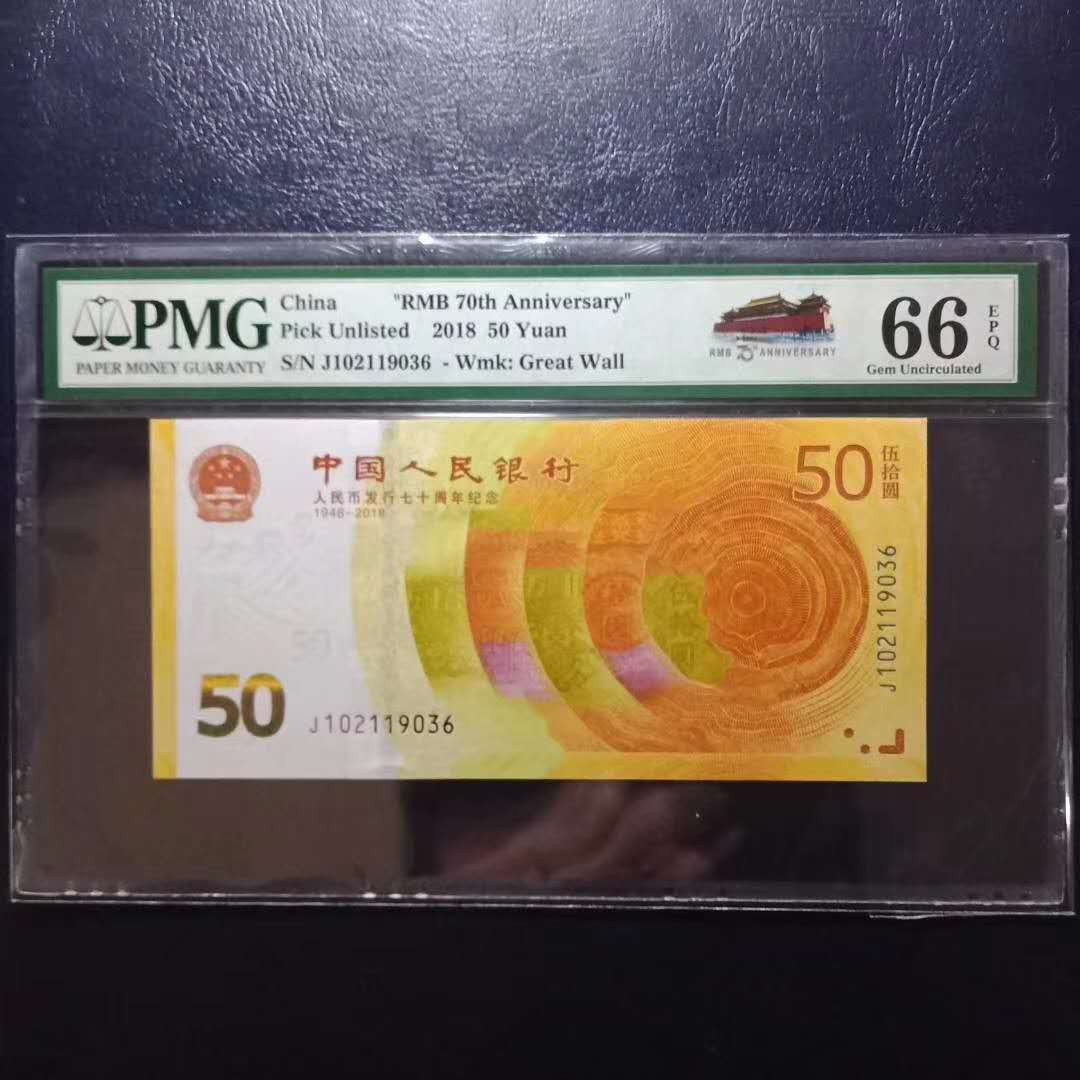 PMG
PAPER MONEY GUARANTY
China "RMB 70th Anniversary"
Pick Unlisted 2018 50 Yuan
S/N J102119036 - Wmk: Great Wall
RMB 70th ANNIVERSARY
66
EPQ
Gem Uncirculated
中国人民银行
人民币发行七十周年纪念
1948-2018
50
伍拾圆
J102119036
50
J102119036